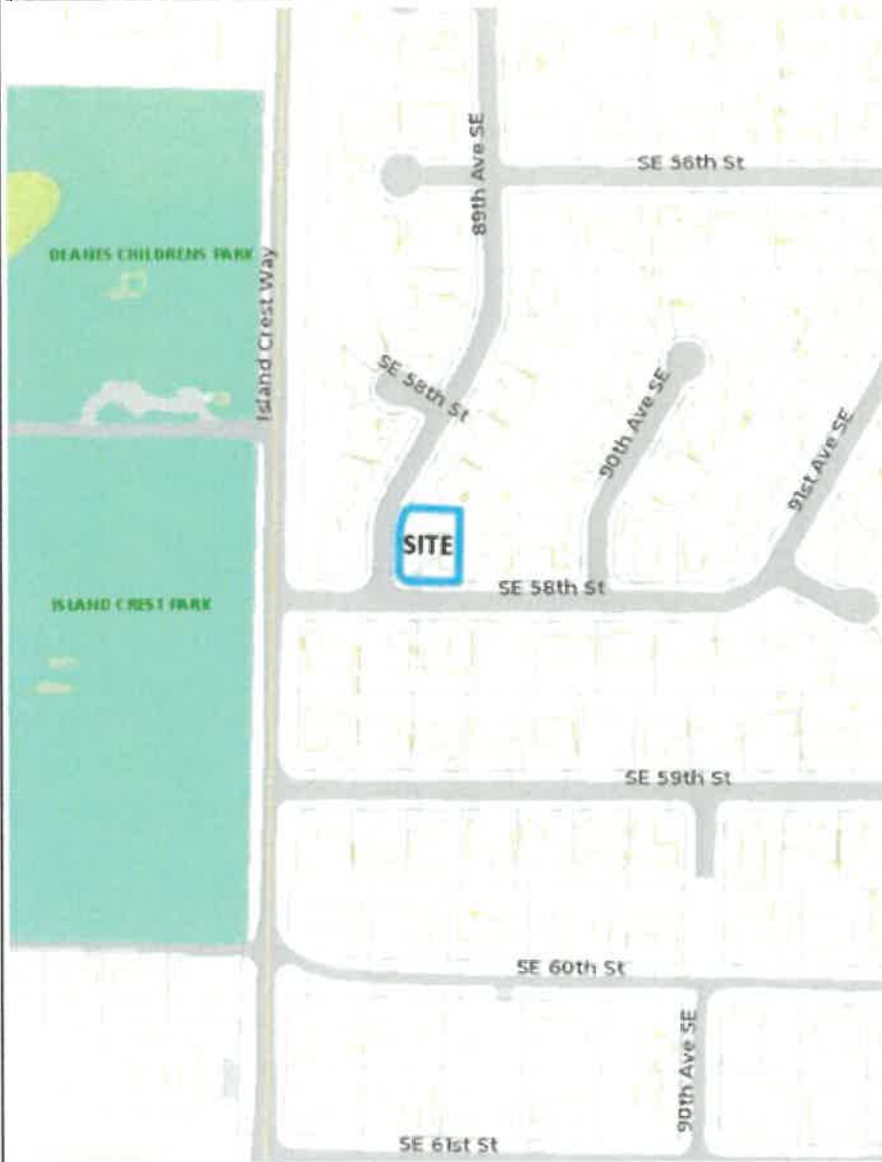 89th Ave SE
SE 56th St
DEANES CHILDRENS PARK
Island Crest Way
SE 58th St
90th Ave SE
91st Ave SE
SITE
SE 58th St
ISLAND CREST PARK
SE 59th St
SE 60th St
90th Ave SE
SE 61st St